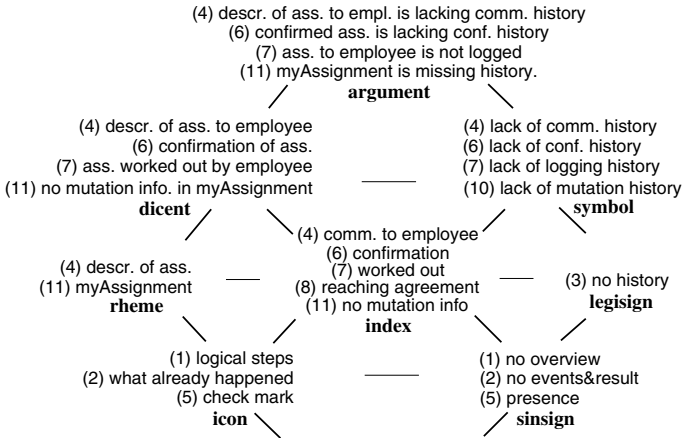 (4) descr. of ass. to empl. is lacking comm. history
(6) confirmed ass. is lacking conf. history
(7) ass. to employee is not logged
(11) myAssignment is missing history.
argument
(4) descr. of ass. to employee
(6) confirmation of ass.
(7) ass. worked out by employee
(11) no mutation info. in myAssignment
dicent
(4) lack of comm. history
(6) lack of conf. history
(7) lack of logging history
(10) lack of mutation history
symbol
(4) descr. of ass.
(11) myAssignment
rheme
(4) comm. to employee
(6) confirmation
(7) worked out
(8) reaching agreement
(11) no mutation info
index
(3) no history
legisign
(1) logical steps
(2) what already happened
(5) check mark
icon
(1) no overview
(2) no events&result
(5) presence
sinsign